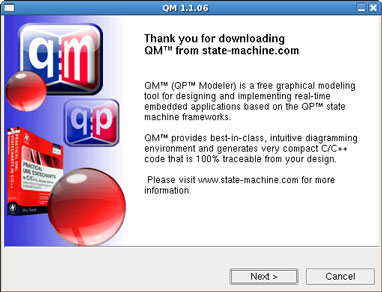 QM 1.1.06
qm
Thank you for downloading
QM™ from state-machine.com
QM™ (QP™ Modeler) is a free graphical modeling
tool for designing and implementing real-time
embedded applications based on the QP™ state
machine frameworks.
qp
QM™ provides best-in-class, intuitive diagramming
environment and generates very compact C/C++
code that is 100% traceable from your design.
Please visit www.state-machine.com for more
information.
PRACTICAL UML STATECHARTS
Next >
Cancel